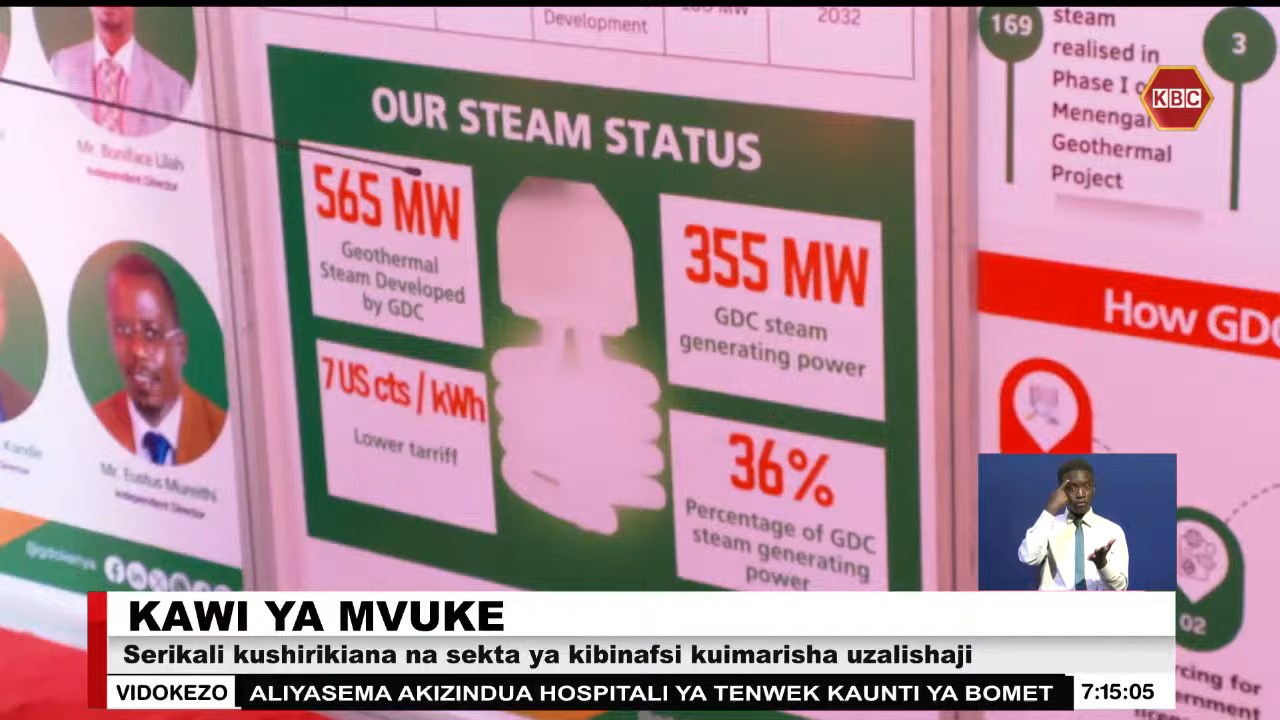 Development
2032
169
steam
realised in
Phase I
Menengai
Geothermal
Project
3
KBC
OUR STEAM STATUS
565 MW
Geothermal
Steam Developed
by GDC
355 MW
GDC steam
generating power
7 US cts / kWh
Lower tarriff
36%
Percentage of GDC
steam generating
power
Mr. Boniface Lilah
Independent Director
Mr. Eustus Mureithi
Independent Director
How GDC
02
KAWI YA MVUKE
Serikali kushirikiana na sekta ya kibinafsi kuimarisha uzalishaji
VIDOKEZO
ALIYASEMA AKIZINDUA HOSPITALI YA TENWEK KAUNTI YA BOMET
7:15:05